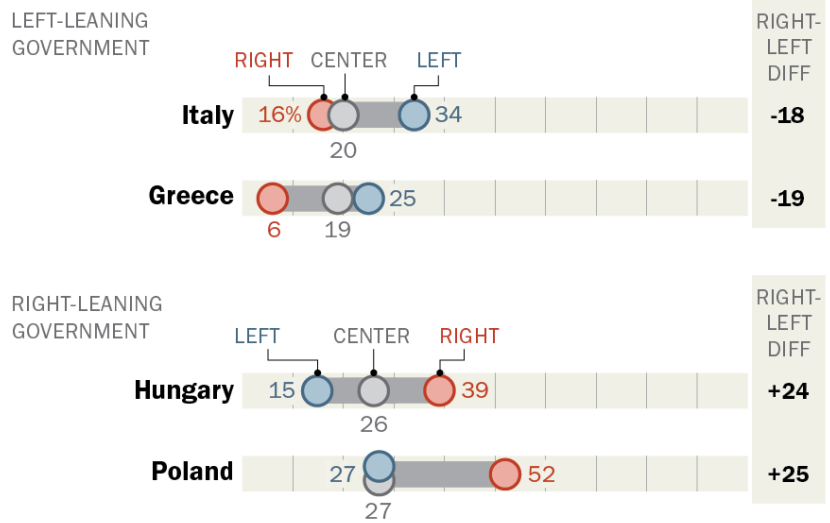 LEFT-LEANING
GOVERNMENT
RIGHT-
LEFT
DIFF
RIGHT CENTER LEFT
Italy 16% 34 -18
20
Greece 25 -19
6 19
RIGHT-LEANING
GOVERNMENT
RIGHT-
LEFT
DIFF
LEFT CENTER RIGHT
Hungary 15 39 +24
26
Poland 27 52 +25
27